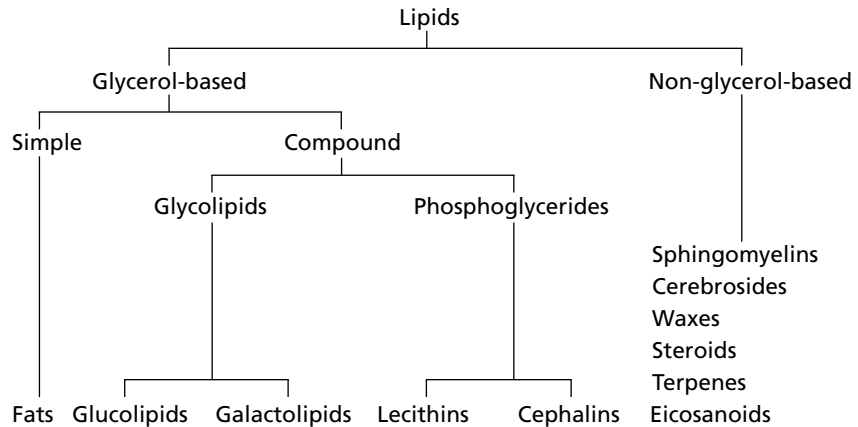 Lipids
Glycerol-based Non-glycerol-based
Simple Compound
Glycolipids Phosphoglycerides
Sphingomyelins
Cerebrosides
Waxes
Steroids
Terpenes
Fats Glucolipids Galactolipids Lecithins Cephalins Eicosanoids